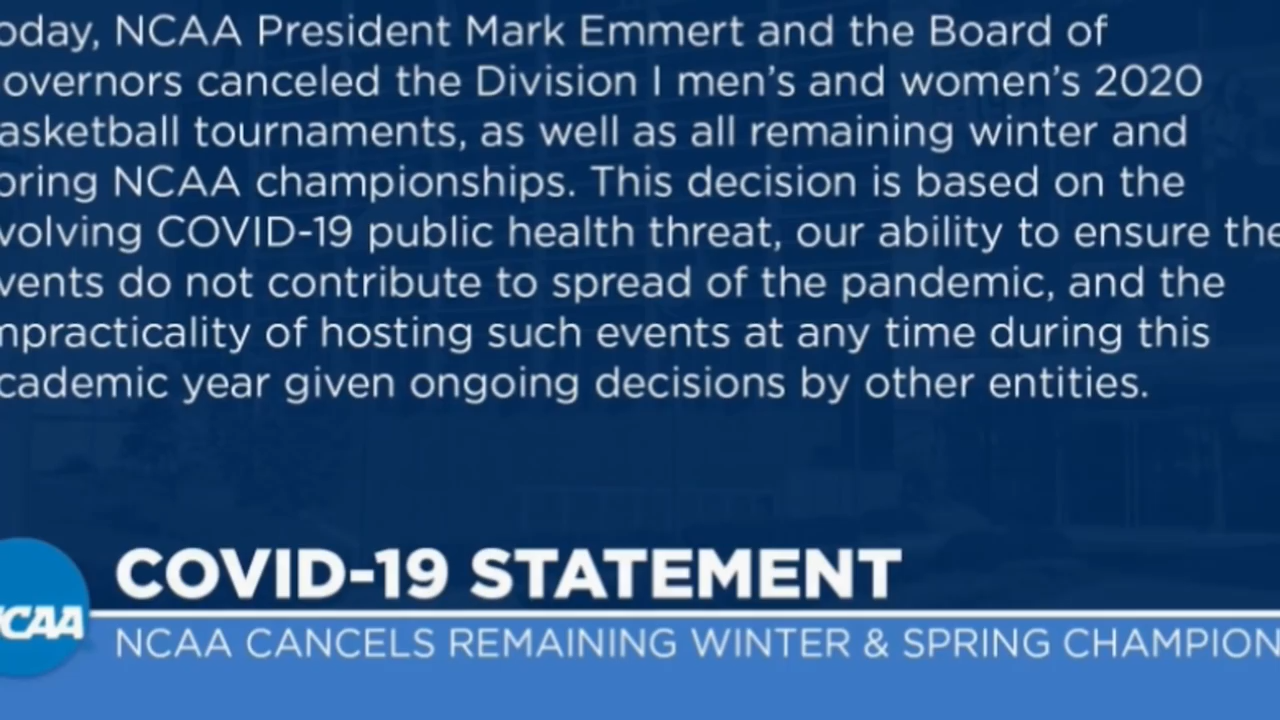 oday, NCAA President Mark Emmert and the Board of
overnors canceled the Division I men's and women's 2020
asketball tournaments, as well as all remaining winter and
pring NCAA championships. This decision is based on the
volving COVID-19 public health threat, our ability to ensure the
vents do not contribute to spread of the pandemic, and the
mpracticality of hosting such events at any time during this
cademic year given ongoing decisions by other entities.
COVID-19 STATEMENT
NCAA
NCAA CANCELS REMAINING WINTER & SPRING CHAMPION